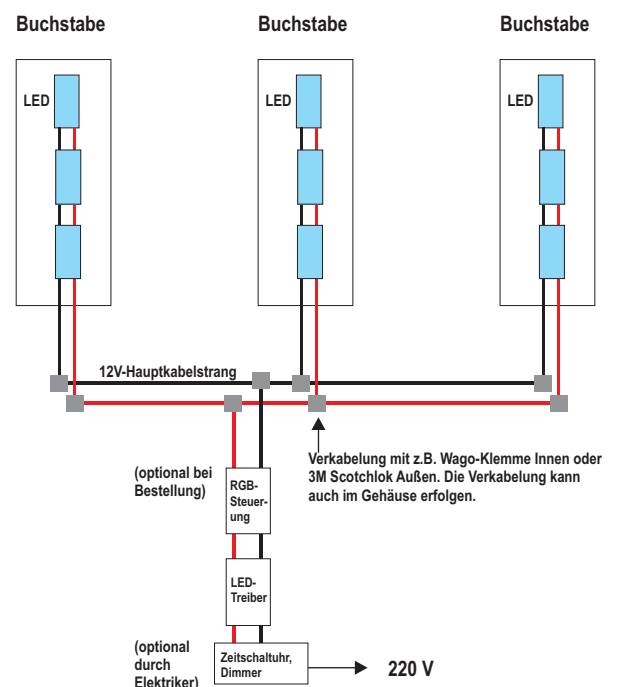 Buchstabe
Buchstabe
Buchstabe
LED
LED
LED
12V-Hauptkabelstrang
Verkabelung mit z.B. Wago-Klemme Innen oder
3M Scotchlok Außen. Die Verkabelung kann
auch im Gehäuse erfolgen.
(optional bei
Bestellung)
RGB-
Steuer-
ung
LED-
Treiber
(optional
durch
Elektriker)
Zeitschaltuhr,
Dimmer
220 V